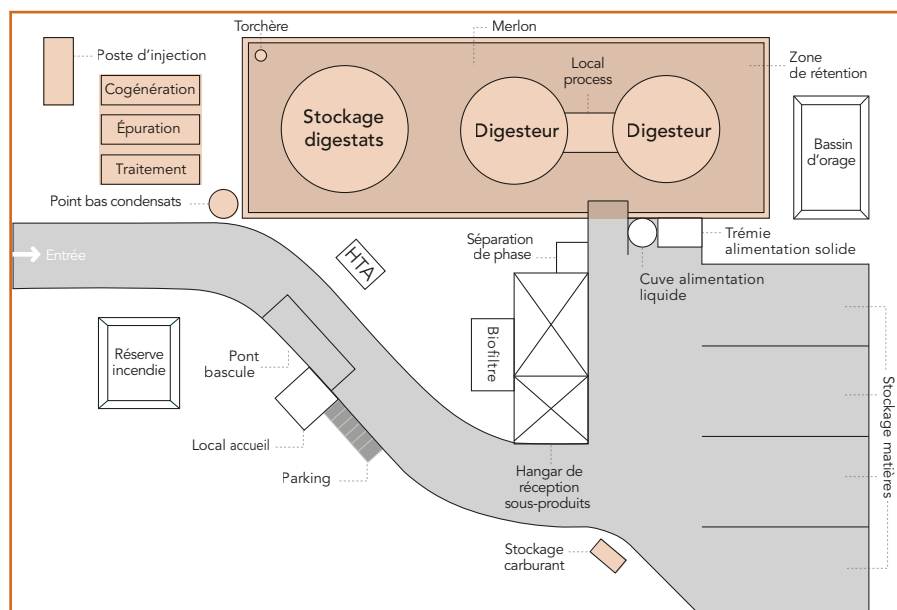 Torchère
Merlon
Poste d'injection
Local
process
Zone
de rétention
Cogénération
Épuration
Traitement
Stockage
digestats
Digesteur
Digesteur
Bassin
d'orage
Point bas condensats
Entrée
HTA
Séparation
de phase
Cuve alimentation
liquide
Trémie
alimentation solide
Réserve
incendie
Pont
bascule
Biofiltre
Stockage matières
Local accueil
Parking
Hangar de
réception
sous-produits
Stockage
carburant